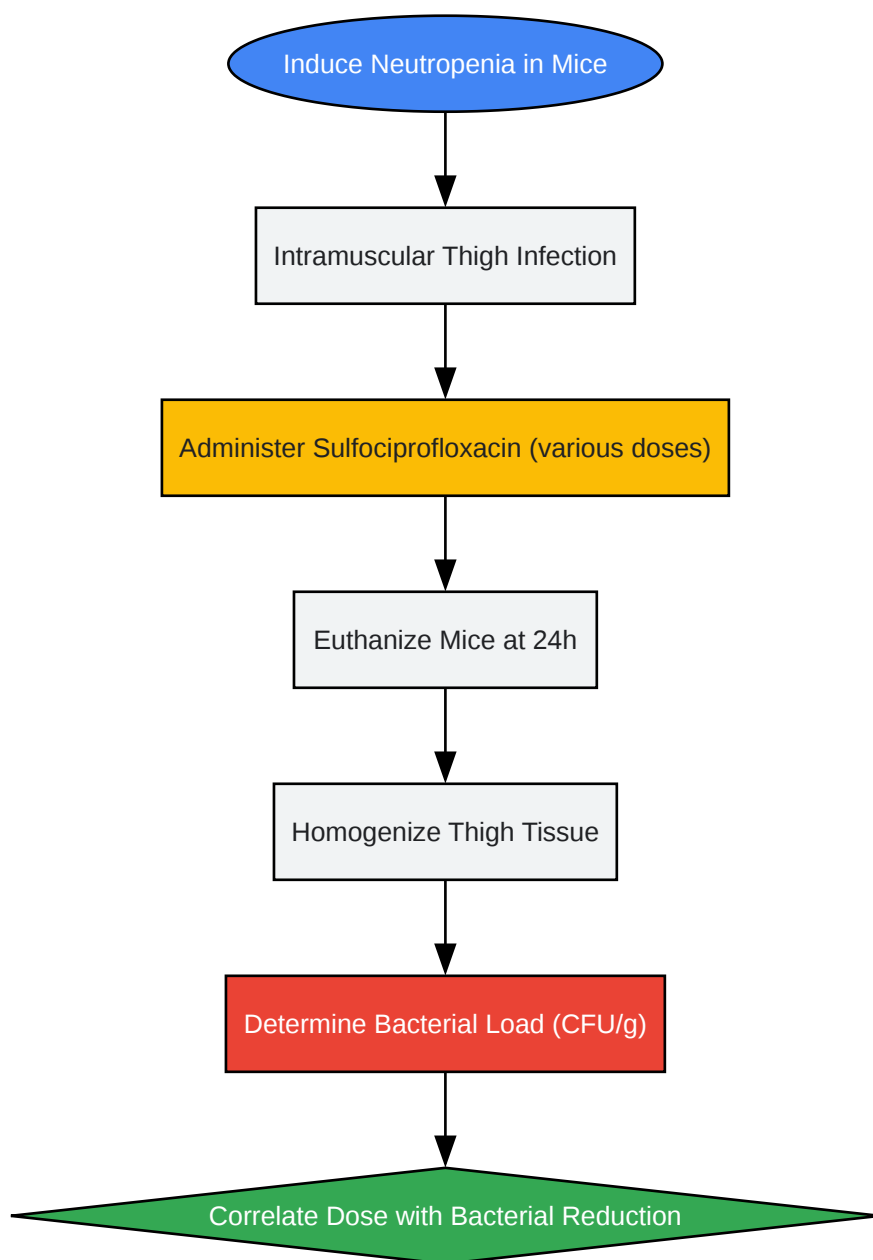 Induce Neutropenia in Mice
Intramuscular Thigh Infection
Administer Sulfociprofloxacin (various doses)
Euthanize Mice at 24h
Homogenize Thigh Tissue
Determine Bacterial Load (CFU/g)
Correlate Dose with Bacterial Reduction